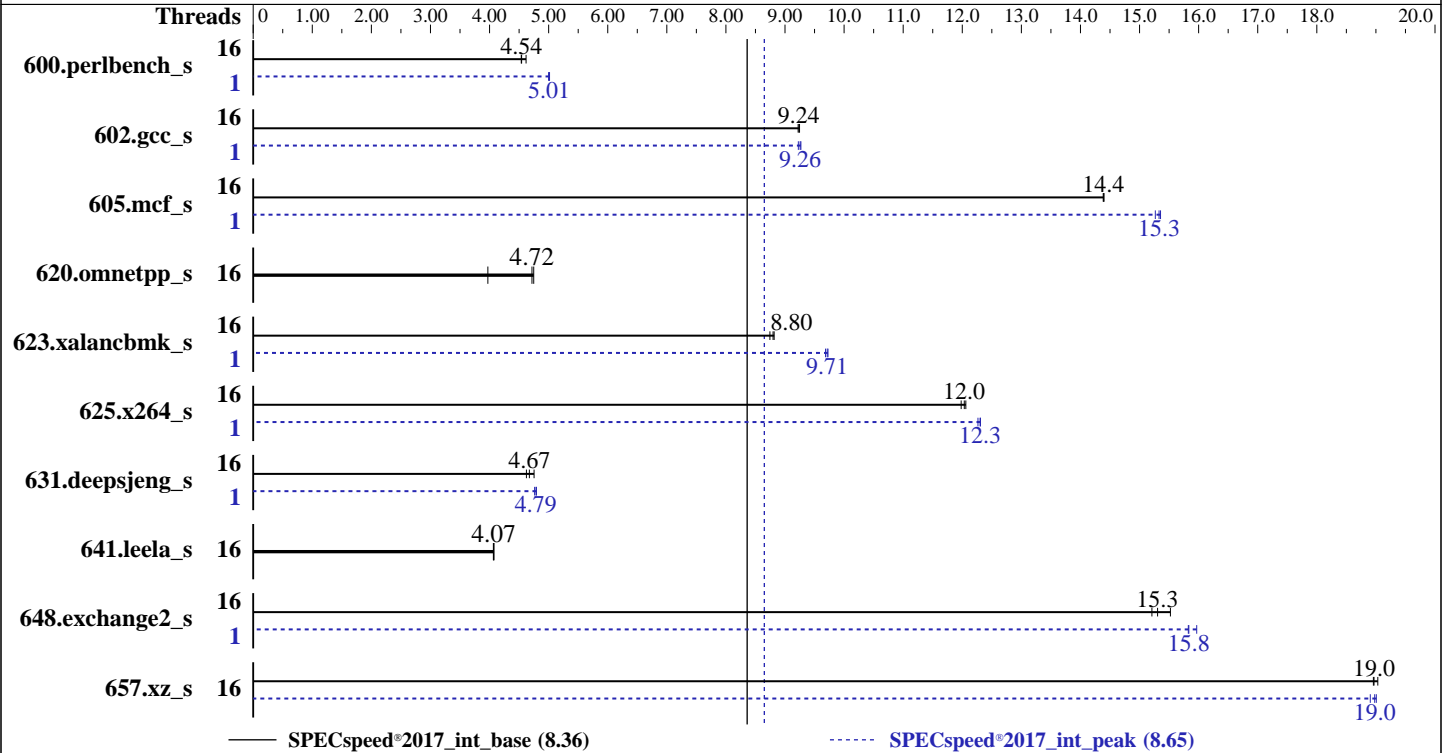 Threads 0 1.00 2.00 3.00 4.00 5.00 6.00 7.00 8.00 9.00 10.0 11.0 12.0 13.0 14.0 15.0 16.0 17.0 18.0 20.0
600.perlbench_s 16 4.54
1 5.01
602.gcc_s 16 9.24
1 9.26
605.mcf_s 16 14.4
1 15.3
620.omnetpp_s 16 4.72
623.xalancbmk_s 16 8.80
1 9.71
625.x264_s 16 12.0
1 12.3
631.deepsjeng_s 16 4.67
1 4.79
641.leela_s 16 4.07
648.exchange2_s 16 15.3
1 15.8
657.xz_s 16 19.0
19.0
SPECspeed®2017_int_base (8.36) SPECspeed®2017_int_peak (8.65)